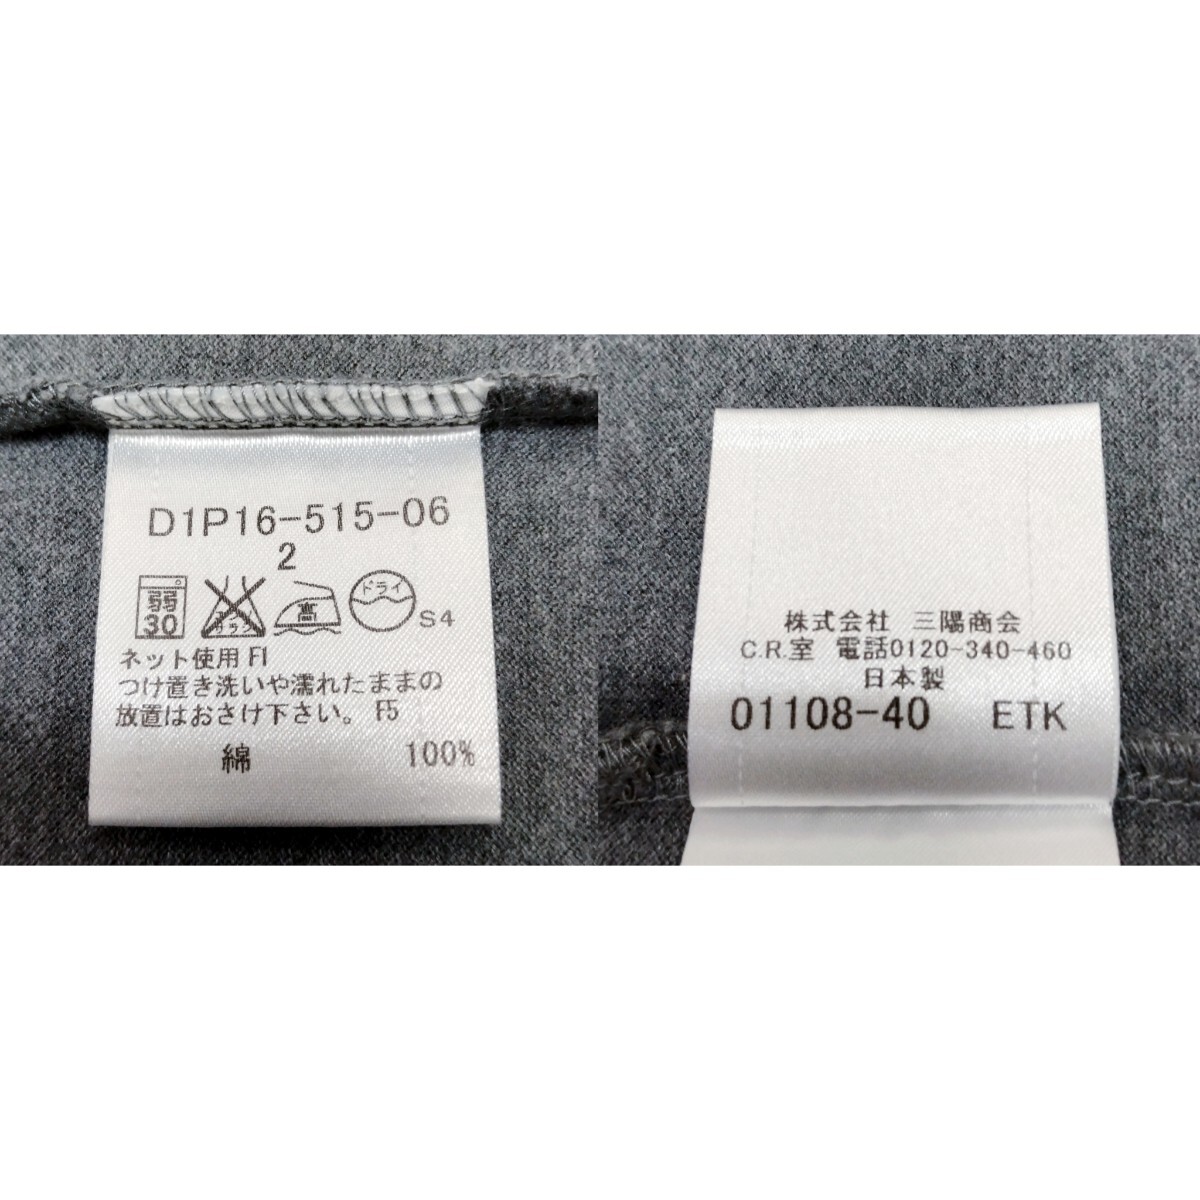 D1P16-515-06
2
弱
30
高
ドライ
S4
ネット使用 F1
つけ置き洗いや濡れたままの
放置はおさけ下さい。 F5
綿 100%
株式会社 三陽商会
C.R.室 電話0120-340-460
日本製
01108-40 ETK